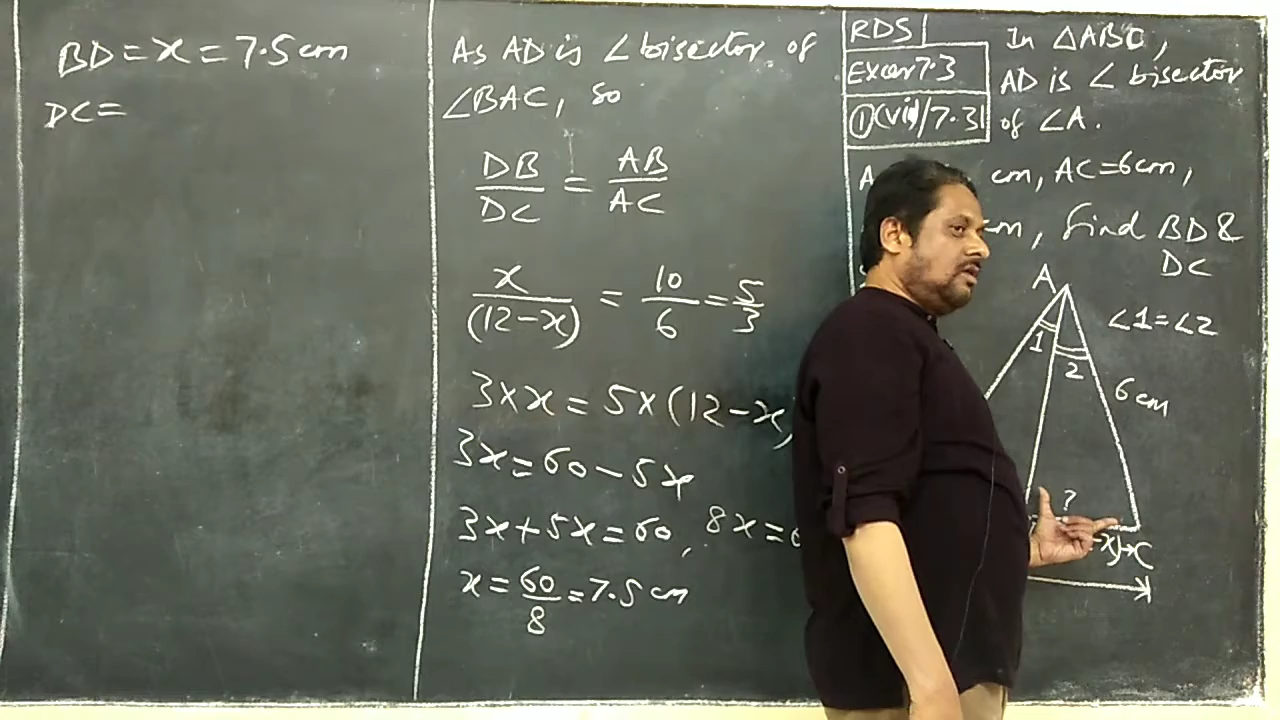 BD = x = 7.5 cm
DC =
As AD is ∠ bisector of
∠BAC, so
DB/DC = AB/AC
x/(12-x) = 10/6 = 5/3
3×x = 5×(12-x
3x = 60 - 5x
3x + 5x = 60, 8x = 6
x = 60/8 = 7.5 cm
RDS1
Exer 7.3
①(vi)/7.31
In △ABC,
AD is ∠ bisector
of ∠A.
A cm, AC=6cm,
m, find BD &
DC
A
∠1=∠2
1
2
6 cm
?
-x)→C